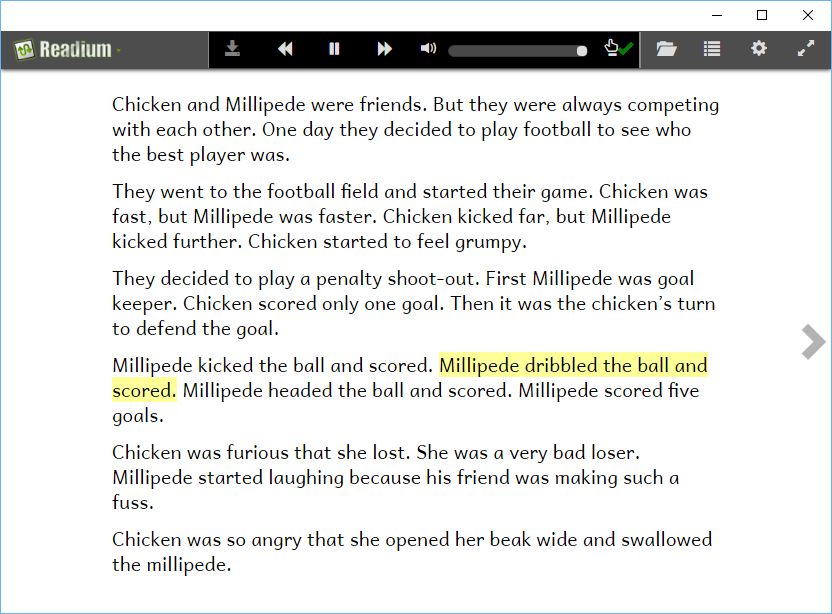 Readium
Chicken and Millipede were friends. But they were always competing
with each other. One day they decided to play football to see who
the best player was.
They went to the football field and started their game. Chicken was
fast, but Millipede was faster. Chicken kicked far, but Millipede
kicked further. Chicken started to feel grumpy.
They decided to play a penalty shoot-out. First Millipede was goal
keeper. Chicken scored only one goal. Then it was the chicken’s turn
to defend the goal.
Millipede kicked the ball and scored. Millipede dribbled the ball and
scored. Millipede headed the ball and scored. Millipede scored five
goals.
Chicken was furious that she lost. She was a very bad loser.
Millipede started laughing because his friend was making such a
fuss.
Chicken was so angry that she opened her beak wide and swallowed
the millipede.